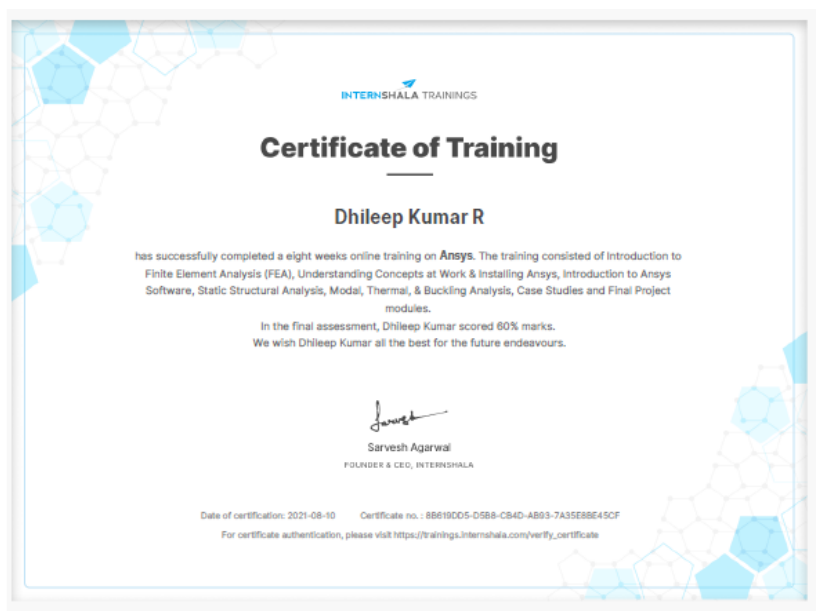 INTERNSHALA TRAININGS
Certificate of Training
Dhileep Kumar R
has successfully completed a eight weeks online training on Ansys. The training consisted of Introduction to
Finite Element Analysis (FEA), Understanding Concepts at Work & Installing Ansys, Introduction to Ansys
Software, Static Structural Analysis, Modal, Thermal, & Buckling Analysis, Case Studies and Final Project
modules.
In the final assessment, Dhileep Kumar scored 60% marks.
We wish Dhileep Kumar all the best for the future endeavours.
Sarvesh
Sarvesh Agarwal
FOUNDER & CEO, INTERNSHALA
Date of certification: 2021-08-10 Certificate no. : 8B619DD5-D5B8-CB4D-AB93-7A35E8BE45CF
For certificate authentication, please visit https://trainings.internshala.com/verify_certificate